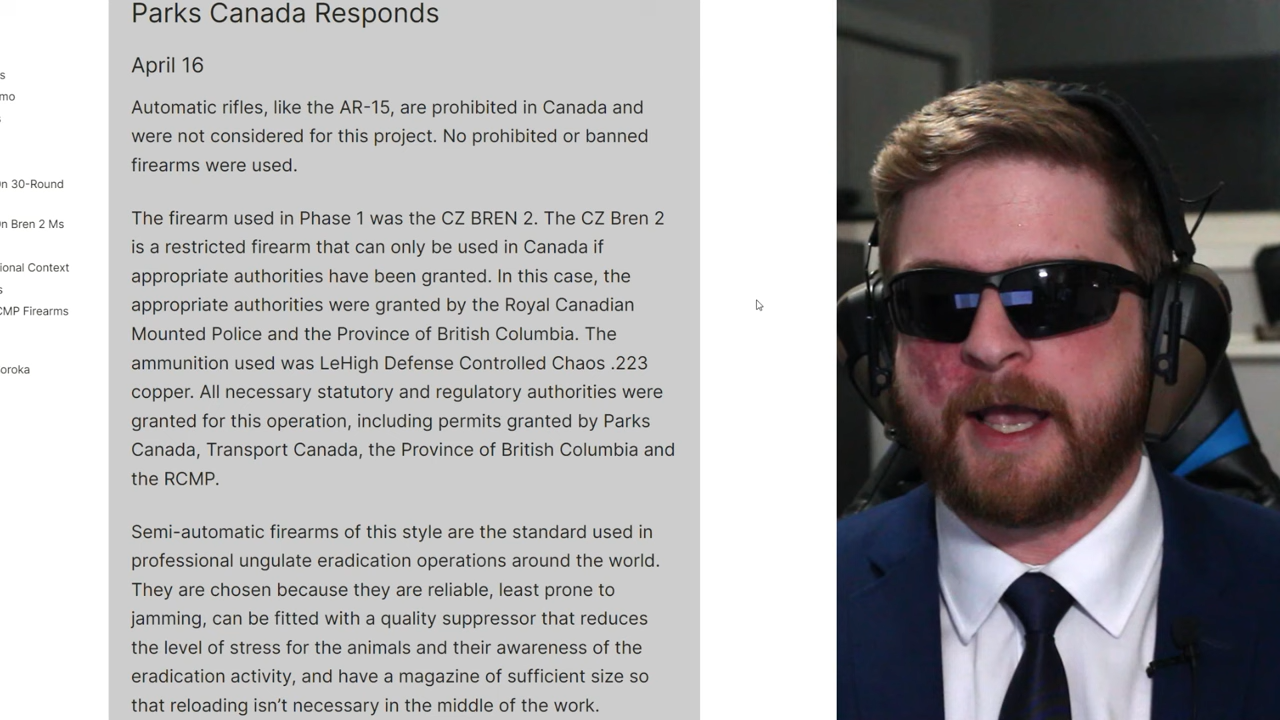 Parks Canada Responds
April 16
Automatic rifles, like the AR-15, are prohibited in Canada and
were not considered for this project. No prohibited or banned
firearms were used.
The firearm used in Phase 1 was the CZ BREN 2. The CZ Bren 2
is a restricted firearm that can only be used in Canada if
appropriate authorities have been granted. In this case, the
appropriate authorities were granted by the Royal Canadian
Mounted Police and the Province of British Columbia. The
ammunition used was LeHigh Defense Controlled Chaos .223
copper. All necessary statutory and regulatory authorities were
granted for this operation, including permits granted by Parks
Canada, Transport Canada, the Province of British Columbia and
the RCMP.
Semi-automatic firearms of this style are the standard used in
professional ungulate eradication operations around the world.
They are chosen because they are reliable, least prone to
jamming, can be fitted with a quality suppressor that reduces
the level of stress for the animals and their awareness of the
eradication activity, and have a magazine of sufficient size so
that reloading isn't necessary in the middle of the work.
s
mo
s
n 30-Round
n Bren 2 Ms
ional Context
s
CMP Firearms
oroka